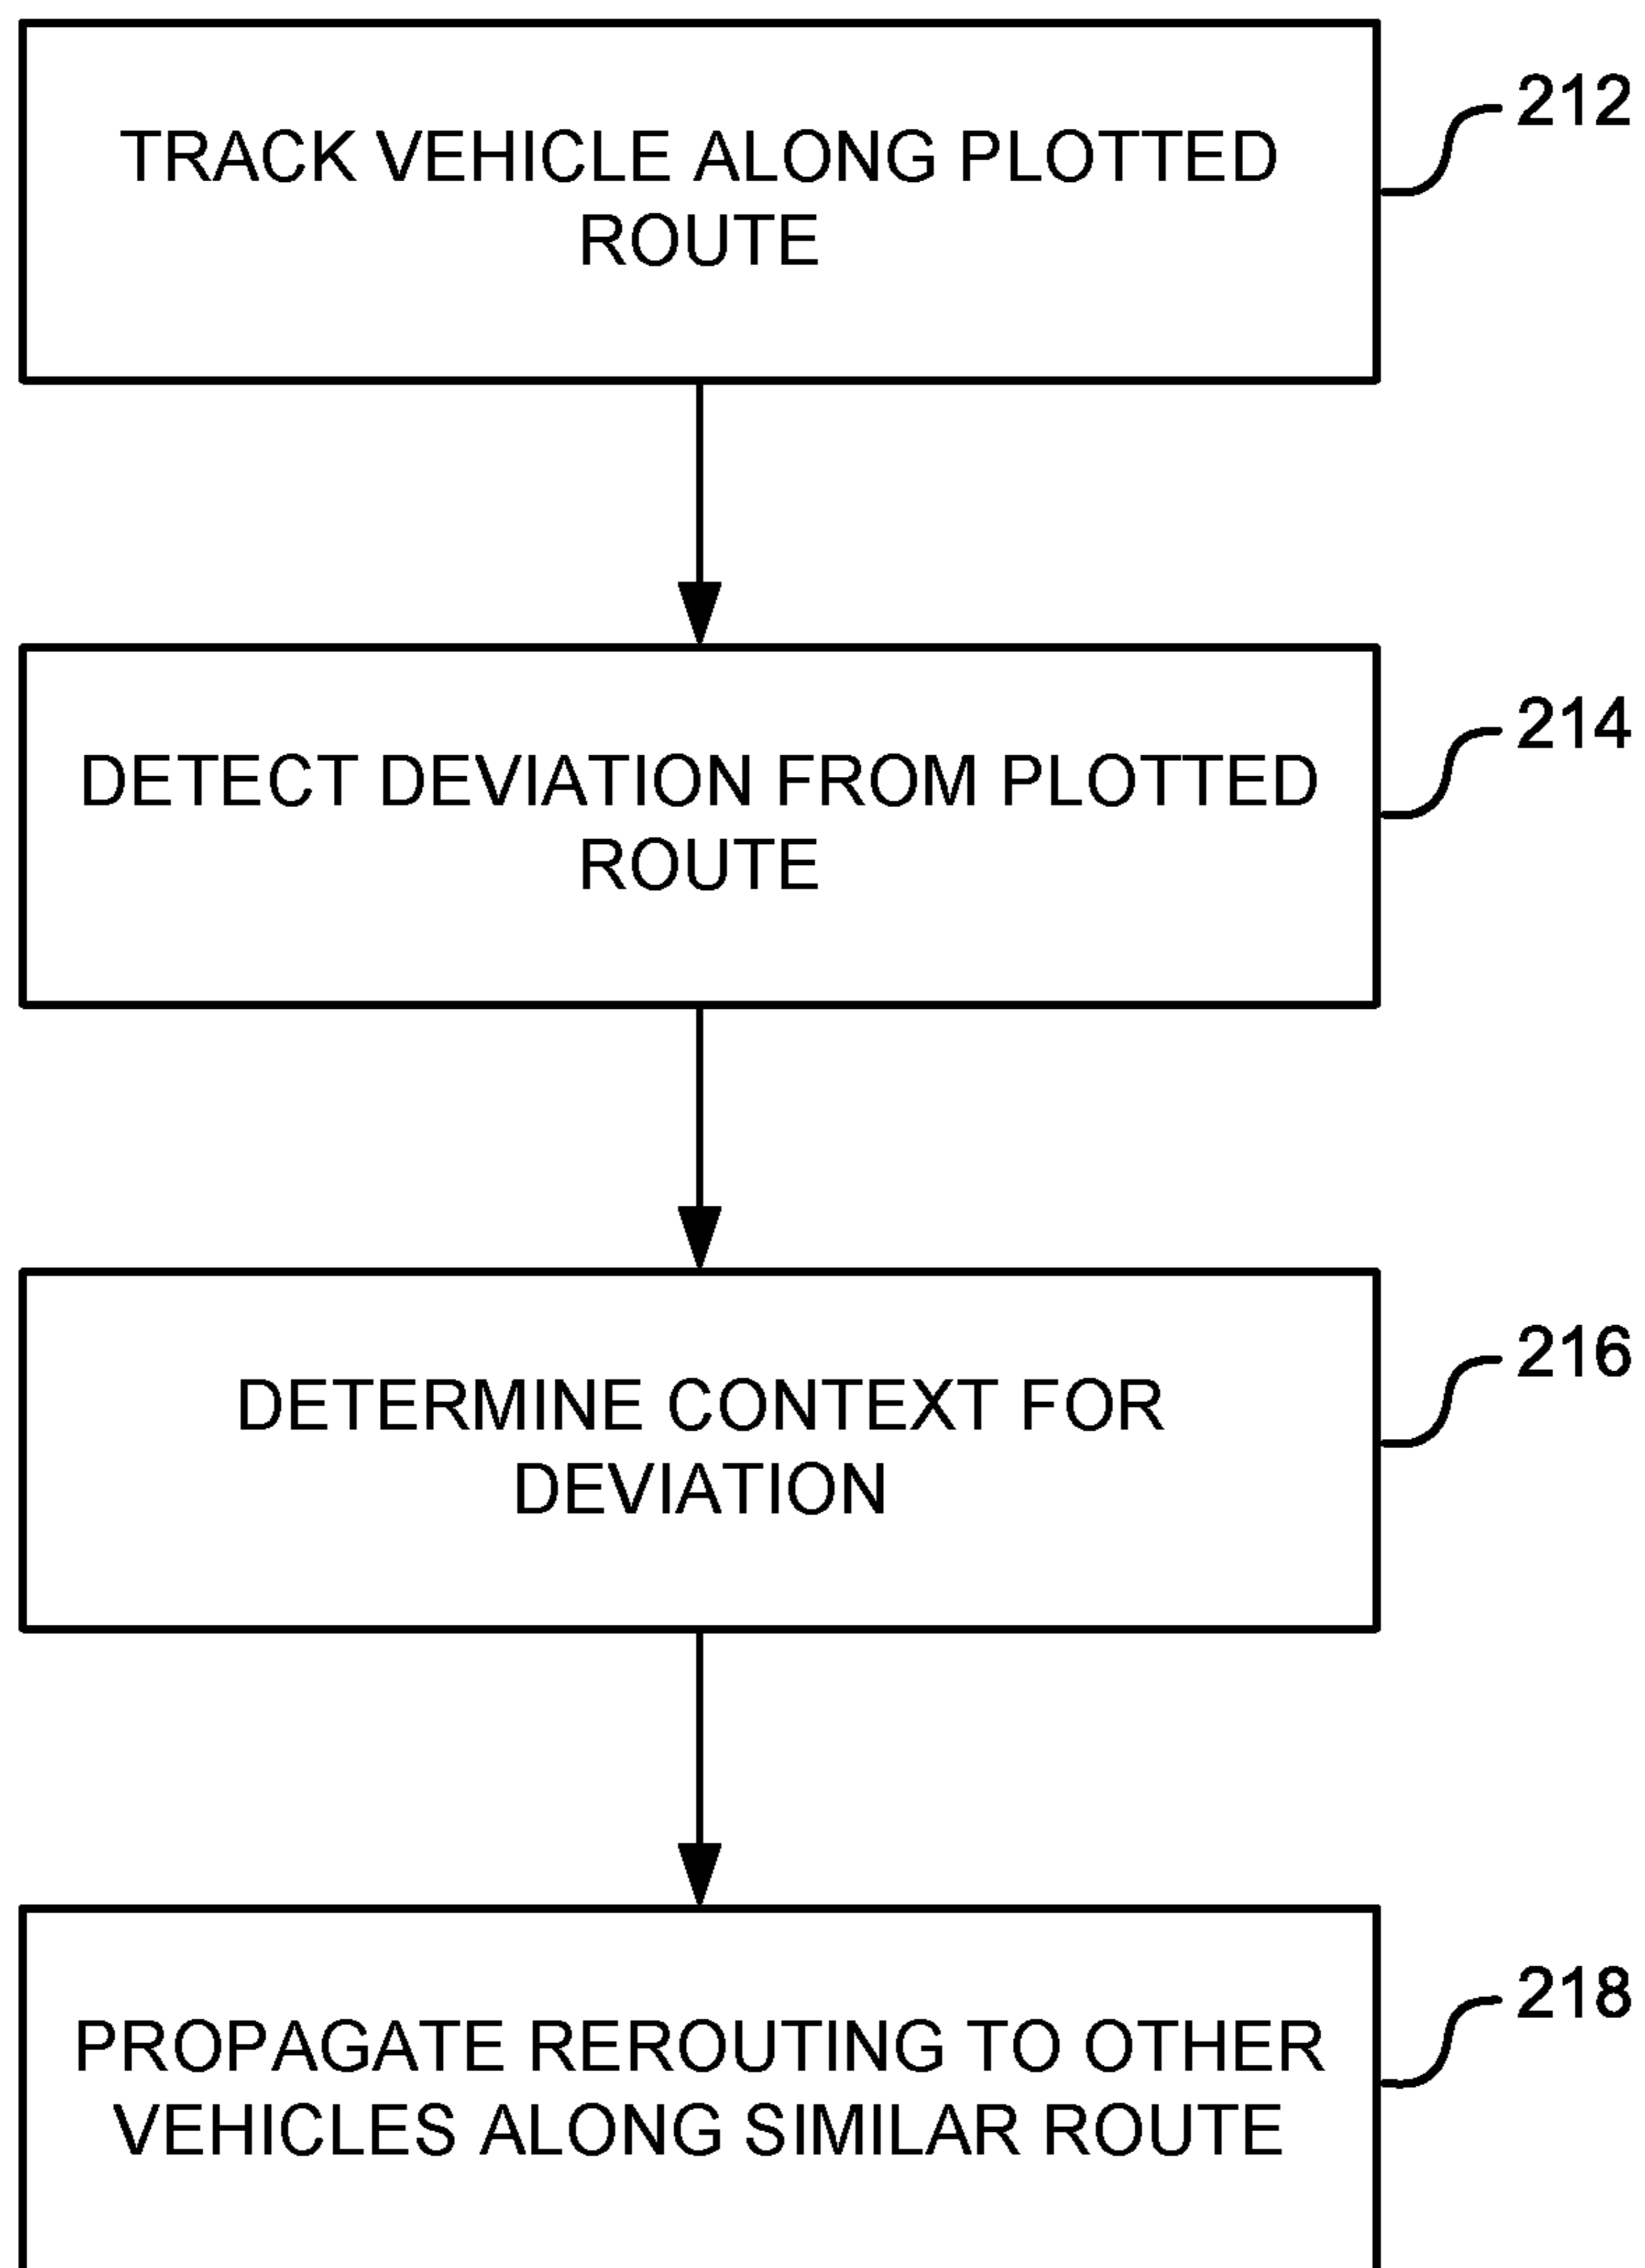 TRACK VEHICLE ALONG PLOTTED
ROUTE
212
DETECT DEVIATION FROM PLOTTED
ROUTE
214
DETERMINE CONTEXT FOR
DEVIATION
216
PROPAGATE REROUTING TO OTHER
VEHICLES ALONG SIMILAR ROUTE
218